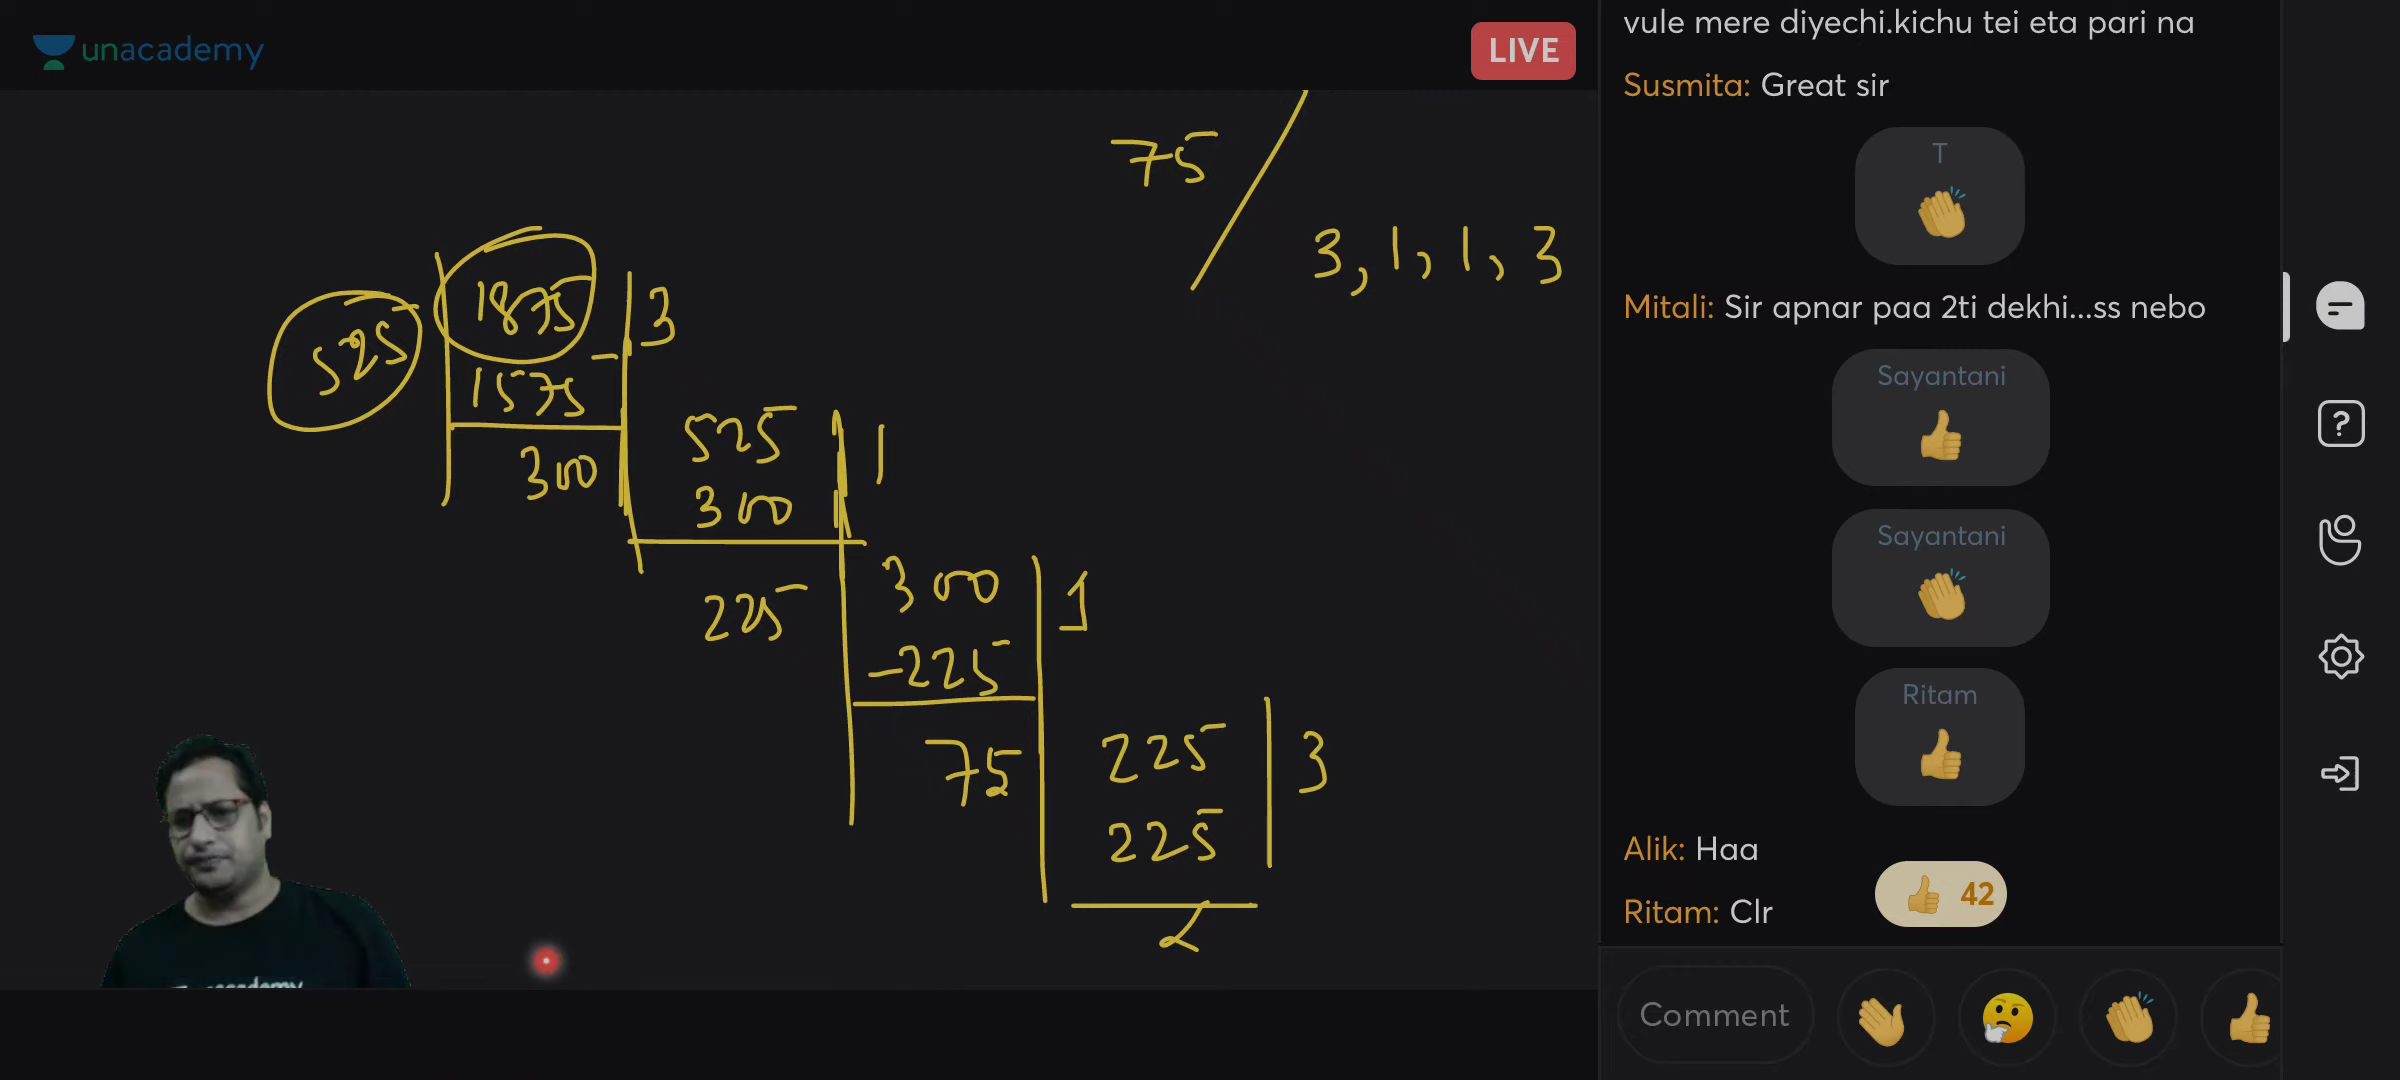 unacademy
LIVE
75
3, 1, 1, 3
525
1875
3
1575
300
525
1
300
225
300
1
-225
75
225
3
225
vule mere diyechi.kichu tei eta pari na
Susmita: Great sir
T
Mitali: Sir apnar paa 2ti dekhi...ss nebo
Sayantani
Sayantani
Ritam
Alik: Haa
42
Ritam: Clr
Comment